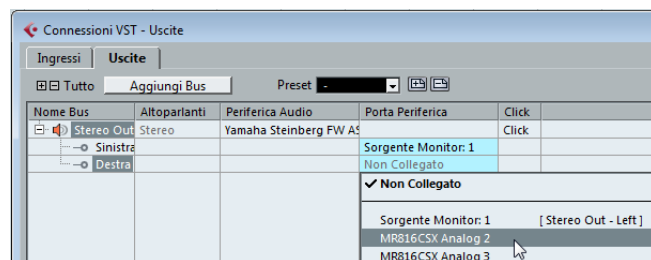 Connessioni VST - Uscite
Ingressi Uscite
Tutto Aggiungi Bus Preset -
Nome Bus Altoparlanti Periferica Audio Porta Periferica Click
Stereo Out Stereo Yamaha Steinberg FW AS Click
Sinistra Sorgente Monitor: 1
Destra Non Collegato
✓ Non Collegato
Sorgente Monitor: 1 [ Stereo Out - Left ]
MR816CSX Analog 2
MR816CSX Analog 3